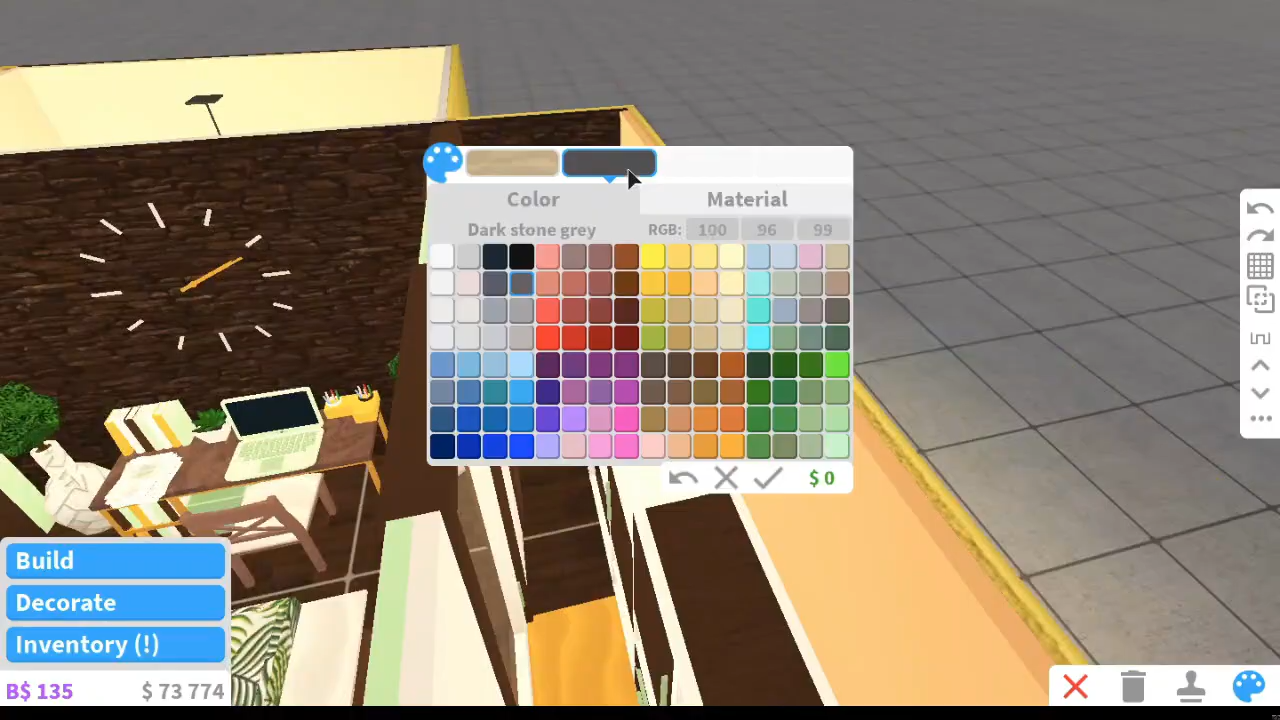 Color
Material
Dark stone grey
RGB: 100 96 99
$ 0
Build
Decorate
Inventory (!)
B$ 135
$ 73 774